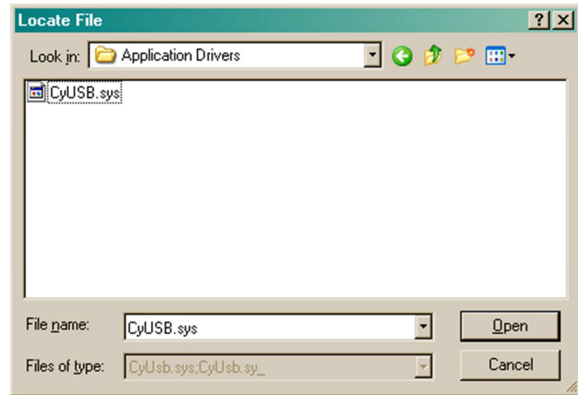 Locate File
Look in: Application Drivers
CyUSB.sys
File name: CyUSB.sys Open
Files of type: CyUsb.sys;CyUsb.sy_ Cancel